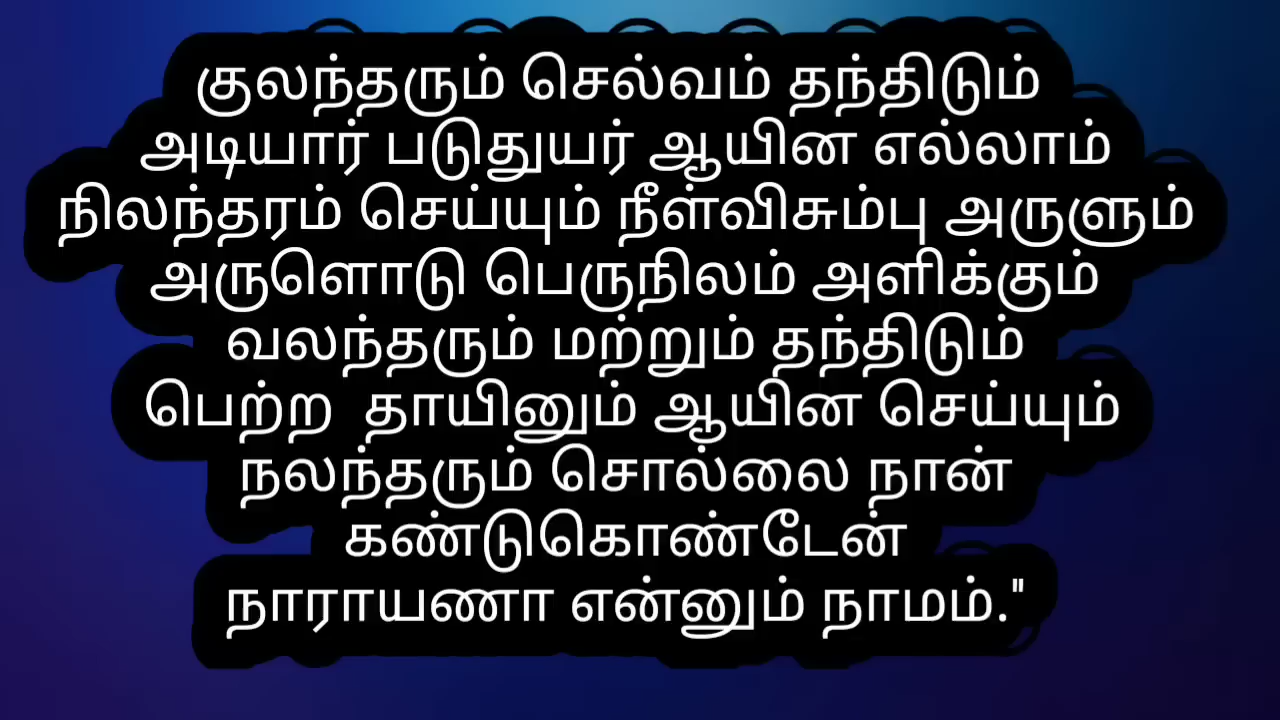 குலந்தரும் செல்வம் தந்திடும்
அடியார் படுதுயர் ஆயின எல்லாம்
நிலந்தரம் செய்யும் நீள்விசும்பு அருளும்
அருளொடு பெருநிலம் அளிக்கும்
வலந்தரும் மற்றும் தந்திடும்
பெற்ற  தாயினும் ஆயின செய்யும்
நலந்தரும் சொல்லை நான்
கண்டுகொண்டேன்
நாராயணா என்னும் நாமம்."